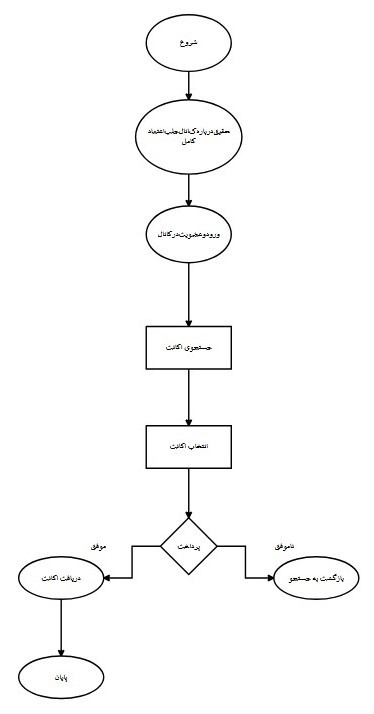 شروع
تحقیق درباره کانال جلب اعتماد
کامل
ورود و عضویت در کانال
جستجوی اکانت
انتخاب اکانت
پرداخت
موفق
ناموفق
دریافت اکانت
بازگشت به جستجو
پایان